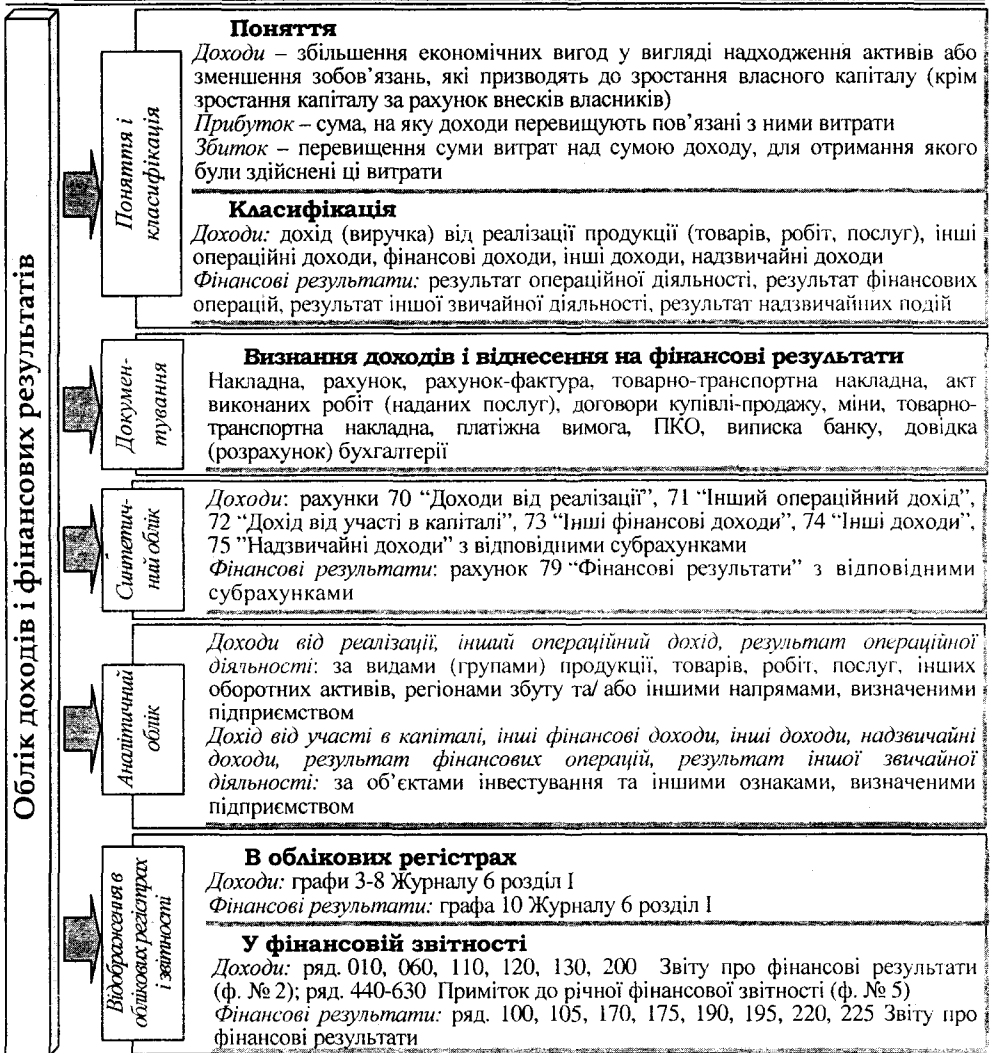 Облік доходів і фінансових результатів
Поняття і
класифікація
Поняття
Доходи – збільшення економічних вигод у вигляді надходження активів або
зменшення зобов’язань, які призводять до зростання власного капіталу (крім
зростання капіталу за рахунок внесків власників)
Прибуток – сума, на яку доходи перевищують пов’язані з ними витрати
Збиток – перевищення суми витрат над сумою доходу, для отримання якого
були здійснені ці витрати
Класифікація
Доходи: дохід (виручка) від реалізації продукції (товарів, робіт, послуг), інші
операційні доходи, фінансові доходи, інші доходи, надзвичайні доходи
Фінансові результати: результат операційної діяльності, результат фінансових
операцій, результат іншої звичайної діяльності, результат надзвичайних подій
Докумен-
тування
Визнання доходів і віднесення на фінансові результати
Накладна, рахунок, рахунок-фактура, товарно-транспортна накладна, акт
виконаних робіт (наданих послуг), договори купівлі-продажу, міни, товарно-
транспортна накладна, платіжна вимога, ПКО, виписка банку, довідка
(розрахунок) бухгалтерії
Синтетич-
ний облік
Доходи: рахунки 70 “Доходи від реалізації”, 71 “Інший операційний дохід”,
72 “Дохід від участі в капіталі”, 73 “Інші фінансові доходи”, 74 “Інші доходи”,
75 ”Надзвичайні доходи” з відповідними субрахунками
Фінансові результати: рахунок 79 “Фінансові результати” з відповідними
субрахунками
Аналітичний
облік
Доходи від реалізації, інший операційний дохід, результат операційної
діяльності: за видами (групами) продукції, товарів, робіт, послуг, інших
оборотних активів, регіонами збуту та/ або іншими напрямами, визначеними
підприємством
Дохід від участі в капіталі, інші фінансові доходи, інші доходи, надзвичайні
доходи, результат фінансових операцій, результат іншої звичайної
діяльності: за об’єктами інвестування та іншими ознаками, визначеними
підприємством
Відображення в
облікових регістрах
і звітності
В облікових регістрах
Доходи: графи 3-8 Журналу 6 розділ I
Фінансові результати: графа 10 Журналу 6 розділ I
У фінансовій звітності
Доходи: ряд. 010, 060, 110, 120, 130, 200 Звіту про фінансові результати
(ф. № 2); ряд. 440-630 Приміток до річної фінансової звітності (ф. № 5)
Фінансові результати: ряд. 100, 105, 170, 175, 190, 195, 220, 225 Звіту про
фінансові результати